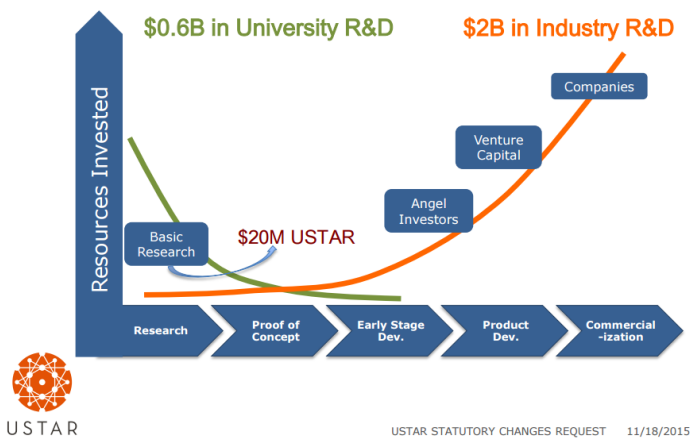 $0.6B in University R&D
$2B in Industry R&D
Resources Invested
Companies
Venture
Capital
Angel
Investors
Basic
Research
$20M USTAR
Research
Proof of
Concept
Early Stage
Dev.
Product
Dev.
Commercial
-ization
USTAR
USTAR STATUTORY CHANGES REQUEST 11/18/2015